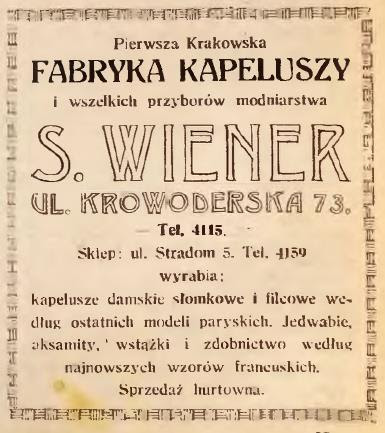 Pierwsza Krakowska
FABRYKA KAPELUSZY
i wszelkich przyborów modniarstwa
S. WIENER
UL. KROWODERSKA 73.
— Tel. 4115. —
Sklep: ul. Stradom 5. Tel. 4159
wyrabia:
kapelusze damskie słomkowe i filcowe we-
dług ostatnich modeli paryskich. Jedwabie,
aksamity, wstążki i zdobnictwo według
najnowszych wzorów francuskich.
Sprzedaż hurtowna.